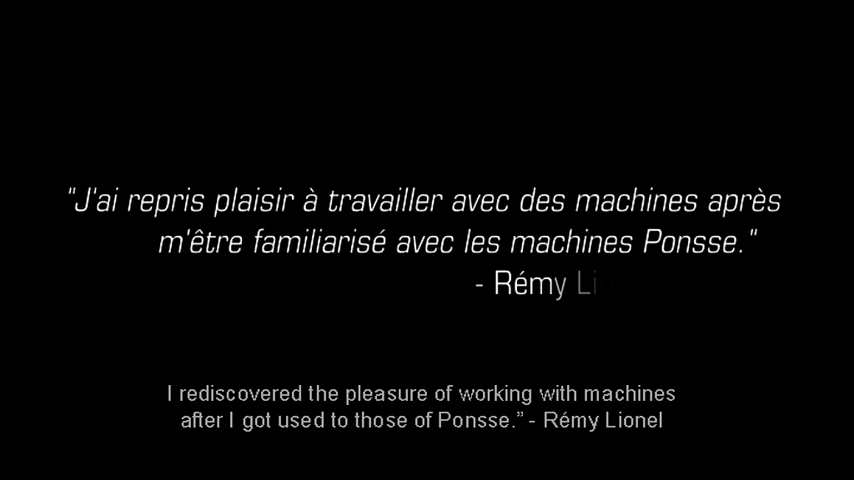 "J'ai repris plaisir à travailler avec des machines après
m'être familiarisé avec les machines Ponsse."
- Rémy Li
I rediscovered the pleasure of working with machines
after I got used to those of Ponsse.” - Rémy Lionel